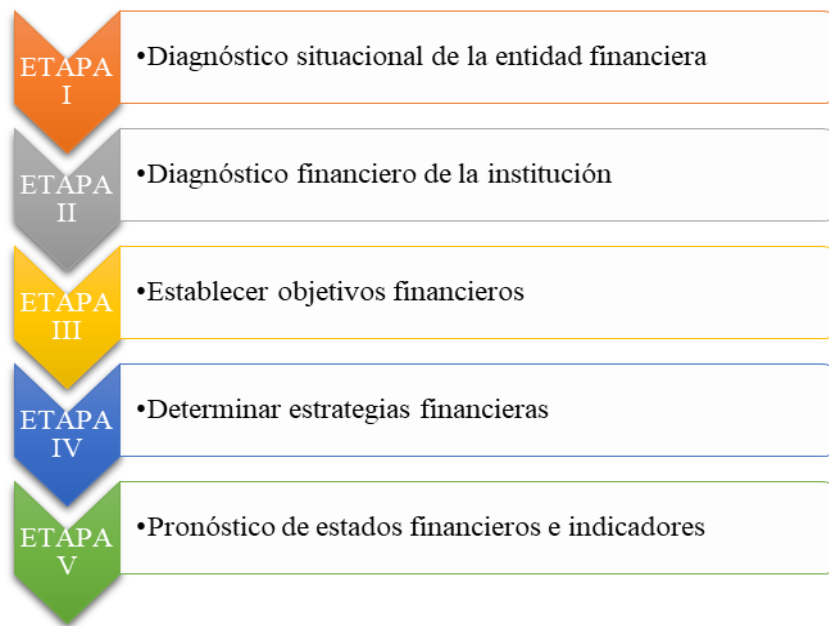 ETAPA
I
•Diagnóstico situacional de la entidad financiera
ETAPA
II
•Diagnóstico financiero de la institución
ETAPA
III
•Establecer objetivos financieros
ETAPA
IV
•Determinar estrategias financieras
ETAPA
V
•Pronóstico de estados financieros e indicadores